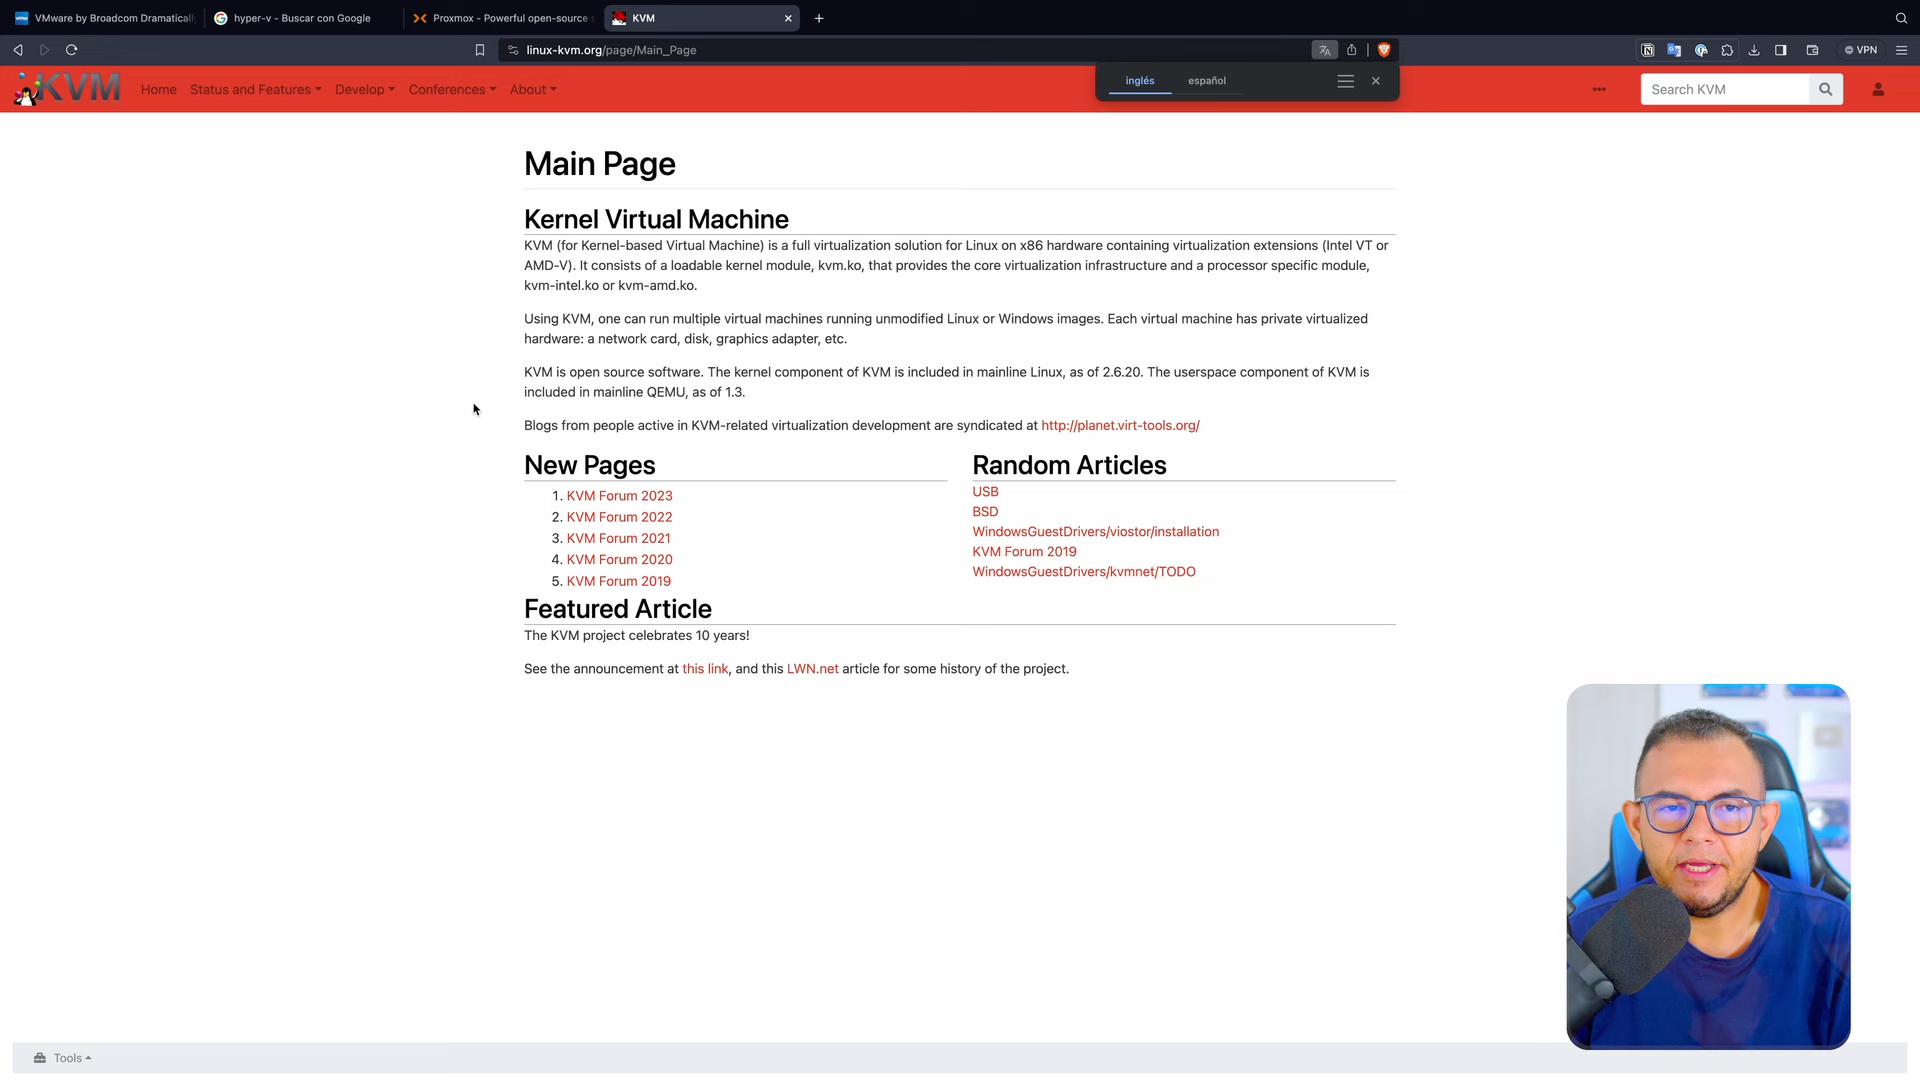 VMware by Broadcom Dramatically
hyper-v - Buscar con Google
Proxmox - Powerful open-source s
KVM
linux-kvm.org/page/Main_Page
VPN
KVM
Home
Status and Features
Develop
Conferences
About
inglés
español
Search KVM
Main Page
Kernel Virtual Machine
KVM (for Kernel-based Virtual Machine) is a full virtualization solution for Linux on x86 hardware containing virtualization extensions (Intel VT or
AMD-V). It consists of a loadable kernel module, kvm.ko, that provides the core virtualization infrastructure and a processor specific module,
kvm-intel.ko or kvm-amd.ko.
Using KVM, one can run multiple virtual machines running unmodified Linux or Windows images. Each virtual machine has private virtualized
hardware: a network card, disk, graphics adapter, etc.
KVM is open source software. The kernel component of KVM is included in mainline Linux, as of 2.6.20. The userspace component of KVM is
included in mainline QEMU, as of 1.3.
Blogs from people active in KVM-related virtualization development are syndicated at http://planet.virt-tools.org/
New Pages
1. KVM Forum 2023
2. KVM Forum 2022
3. KVM Forum 2021
4. KVM Forum 2020
5. KVM Forum 2019
Random Articles
USB
BSD
WindowsGuestDrivers/viostor/installation
KVM Forum 2019
WindowsGuestDrivers/kvmnet/TODO
Featured Article
The KVM project celebrates 10 years!
See the announcement at this link, and this LWN.net article for some history of the project.
Tools